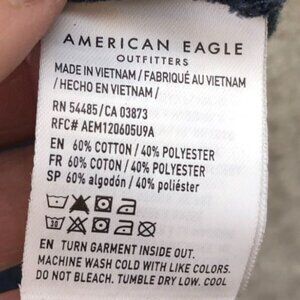 AMERICAN EAGLE
OUTFITTERS
MADE IN VIETNAM / FABRIQUÉ AU VIETNAM
/ HECHO EN VIETNAM /
RN 54485/CA 03873
RFC# AEM120605U9A
EN 60% COTTON / 40% POLYESTER
FR 60% COTON / 40% POLYESTER
SP 60% algodón / 40% poliéster
30
EN TURN GARMENT INSIDE OUT.
MACHINE WASH COLD WITH LIKE COLORS.
DO NOT BLEACH. TUMBLE DRY LOW. COOL